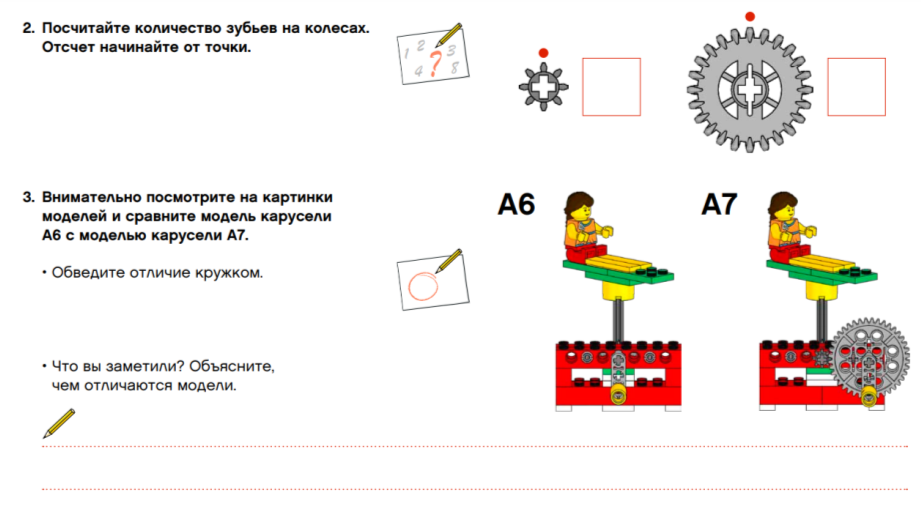 2. Посчитайте количество зубьев на колесах.
Отсчет начинайте от точки.
1 2 ? 3
4 8
3. Внимательно посмотрите на картинки
моделей и сравните модель карусели
А6 с моделью карусели А7.
A6
A7
• Обведите отличие кружком.
• Что вы заметили? Объясните,
чем отличаются модели.